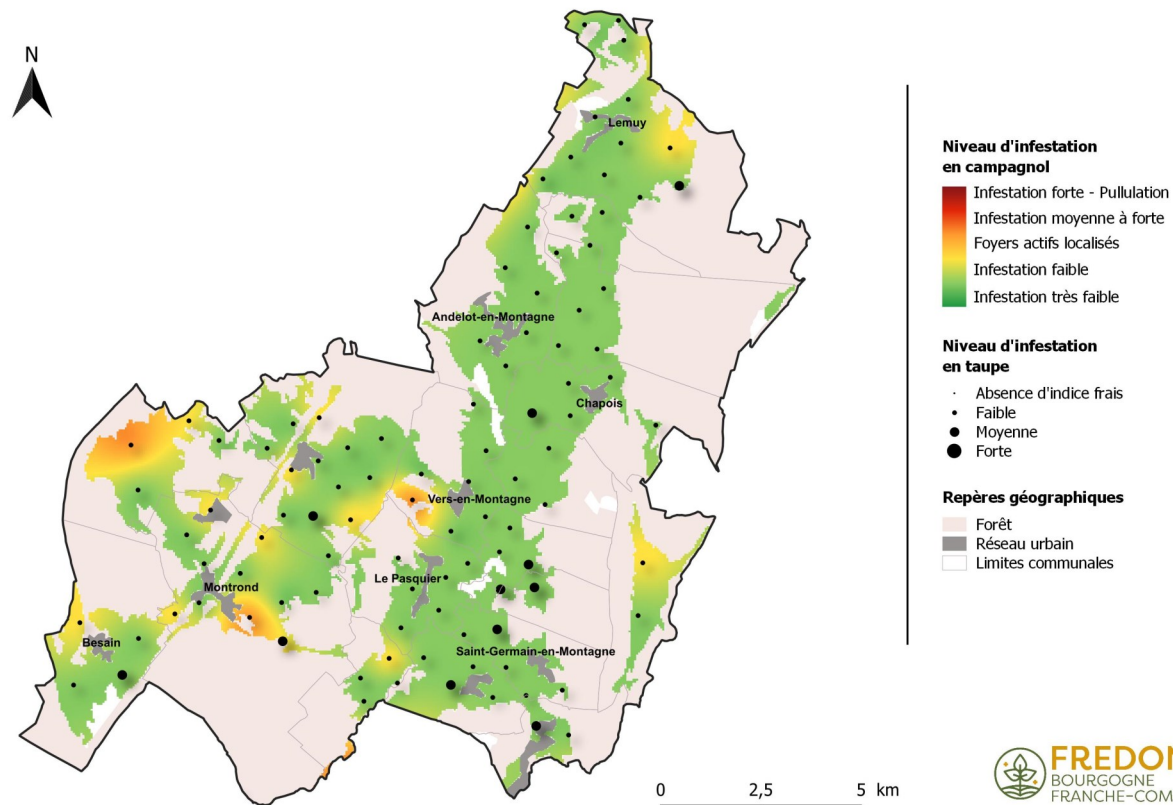 N
Lemuy
Andelot-en-Montagne
Chapois
Vers-en-Montagne
Le Pasquier
Montrond
Besain
Saint-Germain-en-Montagne
Niveau d'infestation
en campagnol
Infestation forte - Pullulation
Infestation moyenne à forte
Foyers actifs localisés
Infestation faible
Infestation très faible
Niveau d'infestation
en taupe
Absence d'indice frais
Faible
Moyenne
Forte
Repères géographiques
Forêt
Réseau urbain
Limites communales
0 2,5 5 km
FREDON
BOURGOGNE
FRANCHE-COM